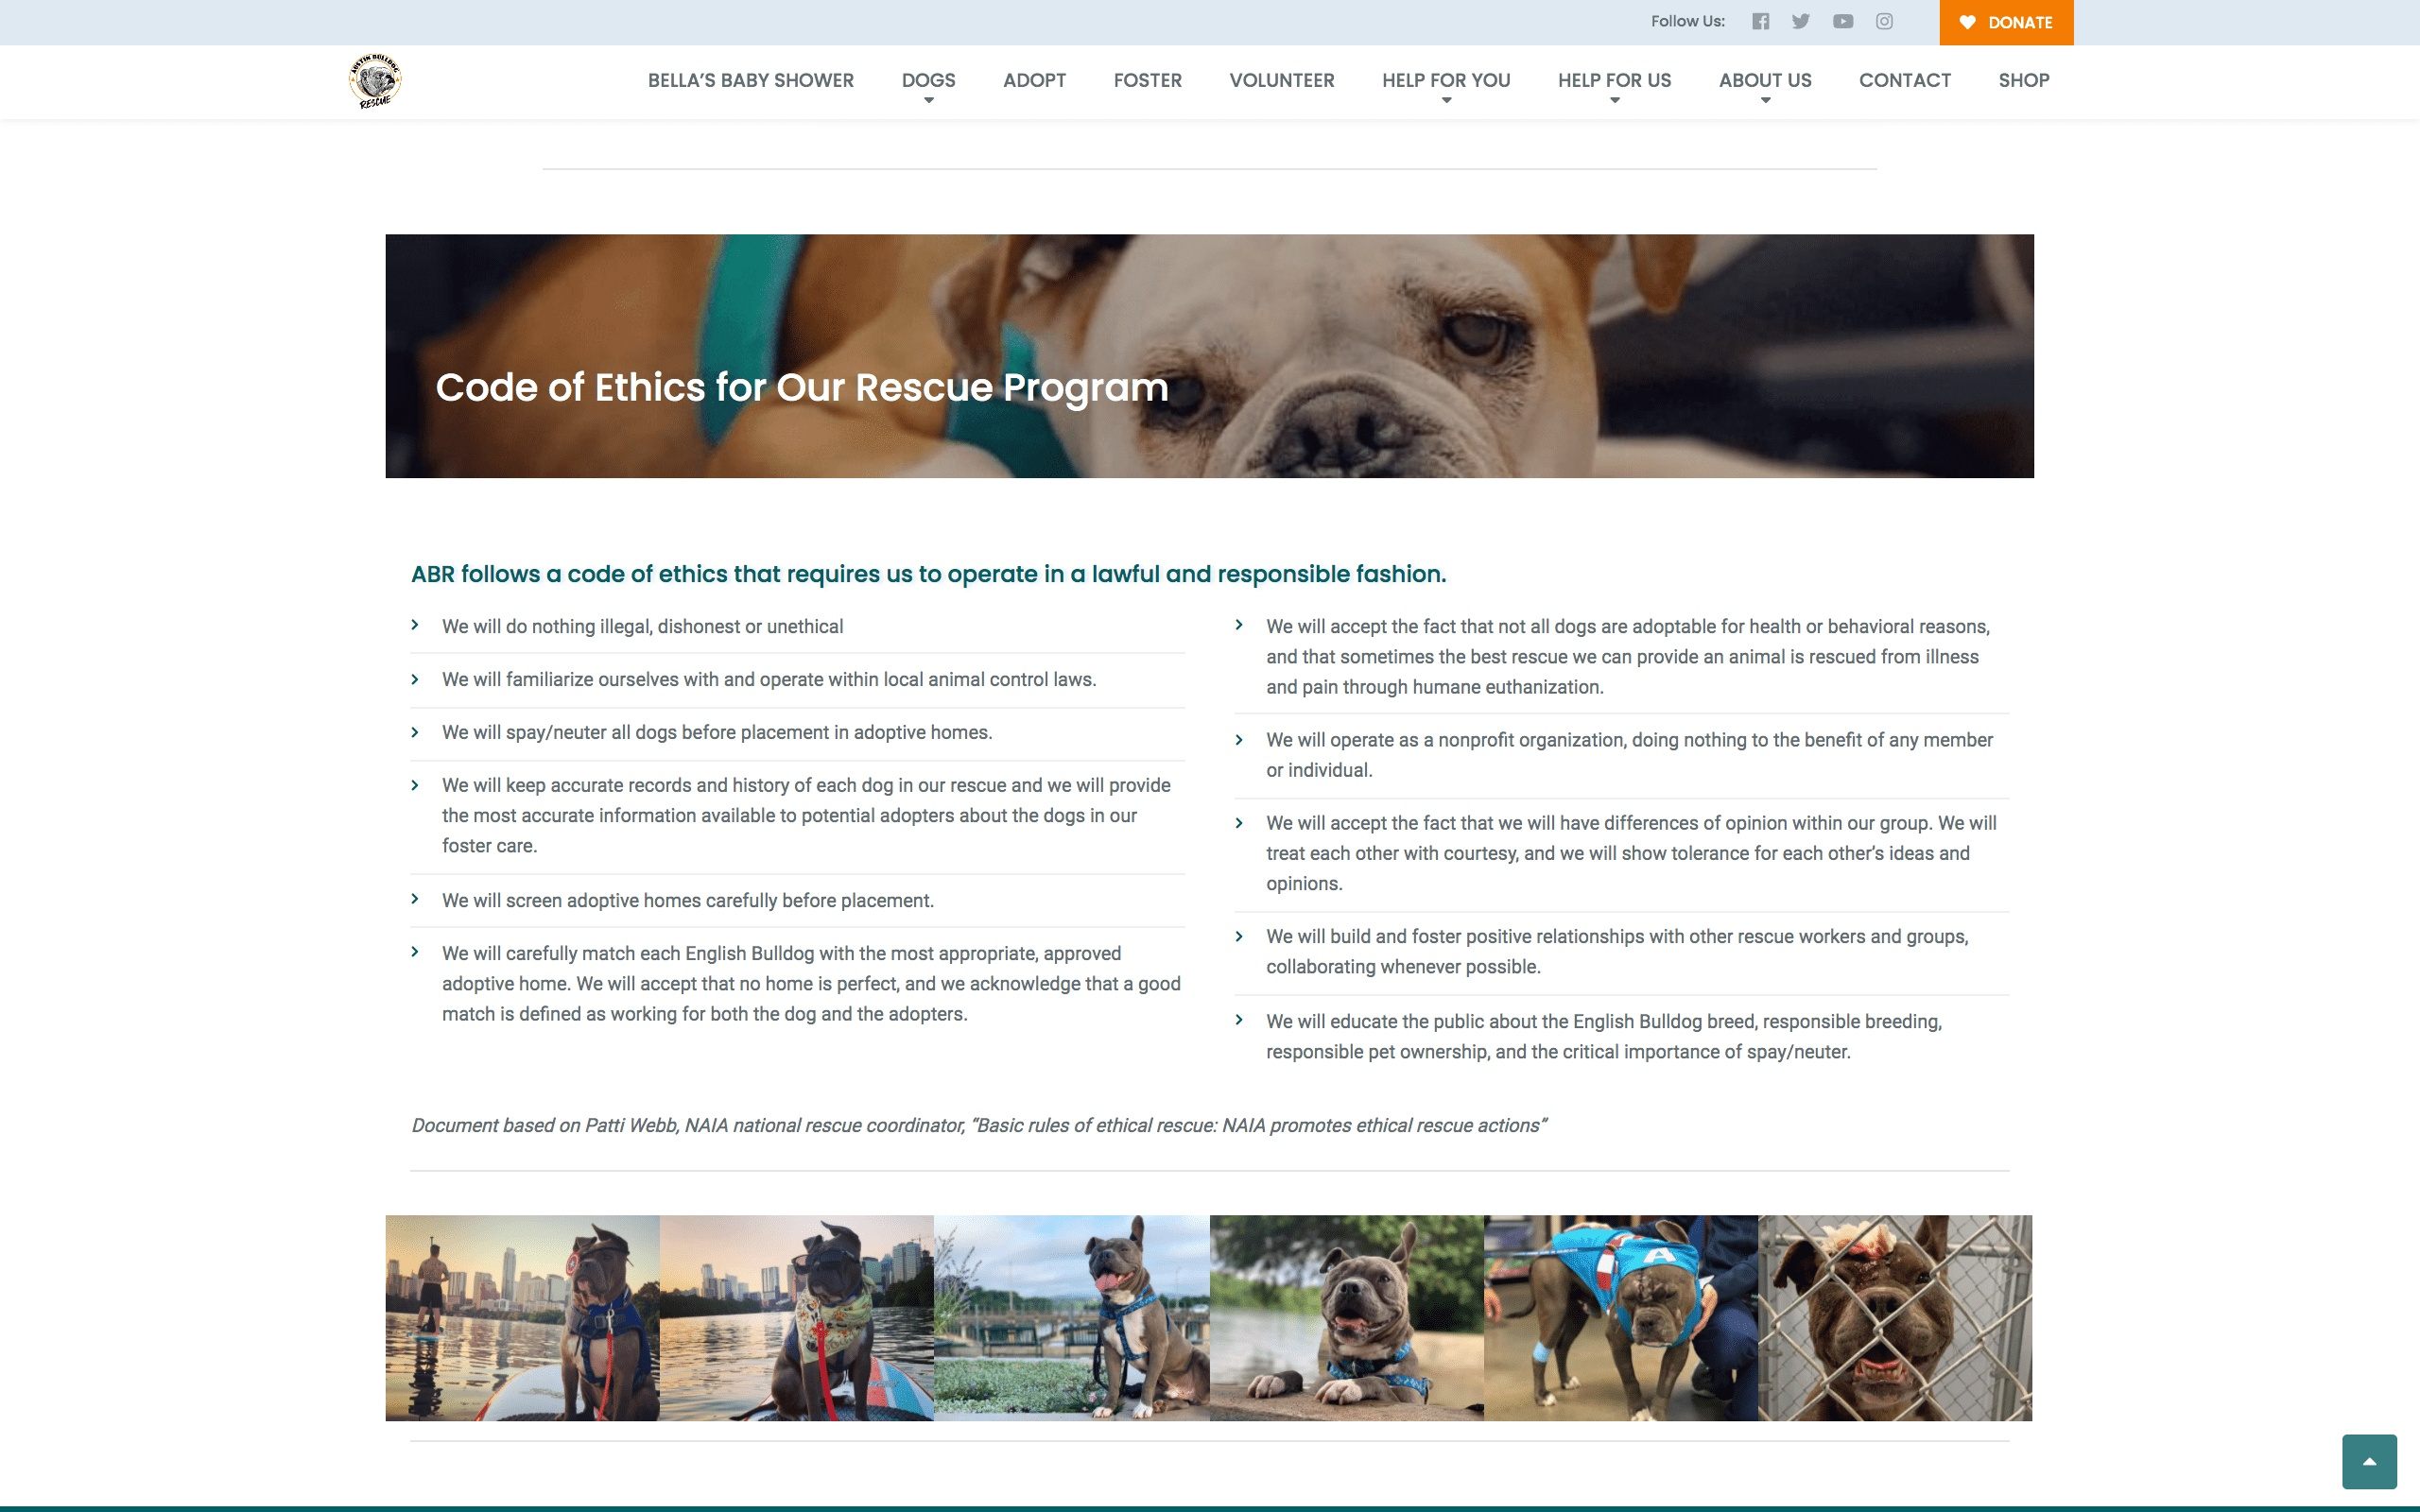 Follow Us:
DONATE
AUSTIN BULLDOG
RESCUE
BELLA’S BABY SHOWER
DOGS
ADOPT
FOSTER
VOLUNTEER
HELP FOR YOU
HELP FOR US
ABOUT US
CONTACT
SHOP
Code of Ethics for Our Rescue Program
ABR follows a code of ethics that requires us to operate in a lawful and responsible fashion.
We will do nothing illegal, dishonest or unethical
We will familiarize ourselves with and operate within local animal control laws.
We will spay/neuter all dogs before placement in adoptive homes.
We will keep accurate records and history of each dog in our rescue and we will provide
the most accurate information available to potential adopters about the dogs in our
foster care.
We will screen adoptive homes carefully before placement.
We will carefully match each English Bulldog with the most appropriate, approved
adoptive home. We will accept that no home is perfect, and we acknowledge that a good
match is defined as working for both the dog and the adopters.
We will accept the fact that not all dogs are adoptable for health or behavioral reasons,
and that sometimes the best rescue we can provide an animal is rescued from illness
and pain through humane euthanization.
We will operate as a nonprofit organization, doing nothing to the benefit of any member
or individual.
We will accept the fact that we will have differences of opinion within our group. We will
treat each other with courtesy, and we will show tolerance for each other’s ideas and
opinions.
We will build and foster positive relationships with other rescue workers and groups,
collaborating whenever possible.
We will educate the public about the English Bulldog breed, responsible breeding,
responsible pet ownership, and the critical importance of spay/neuter.
Document based on Patti Webb, NAIA national rescue coordinator, “Basic rules of ethical rescue: NAIA promotes ethical rescue actions”
A